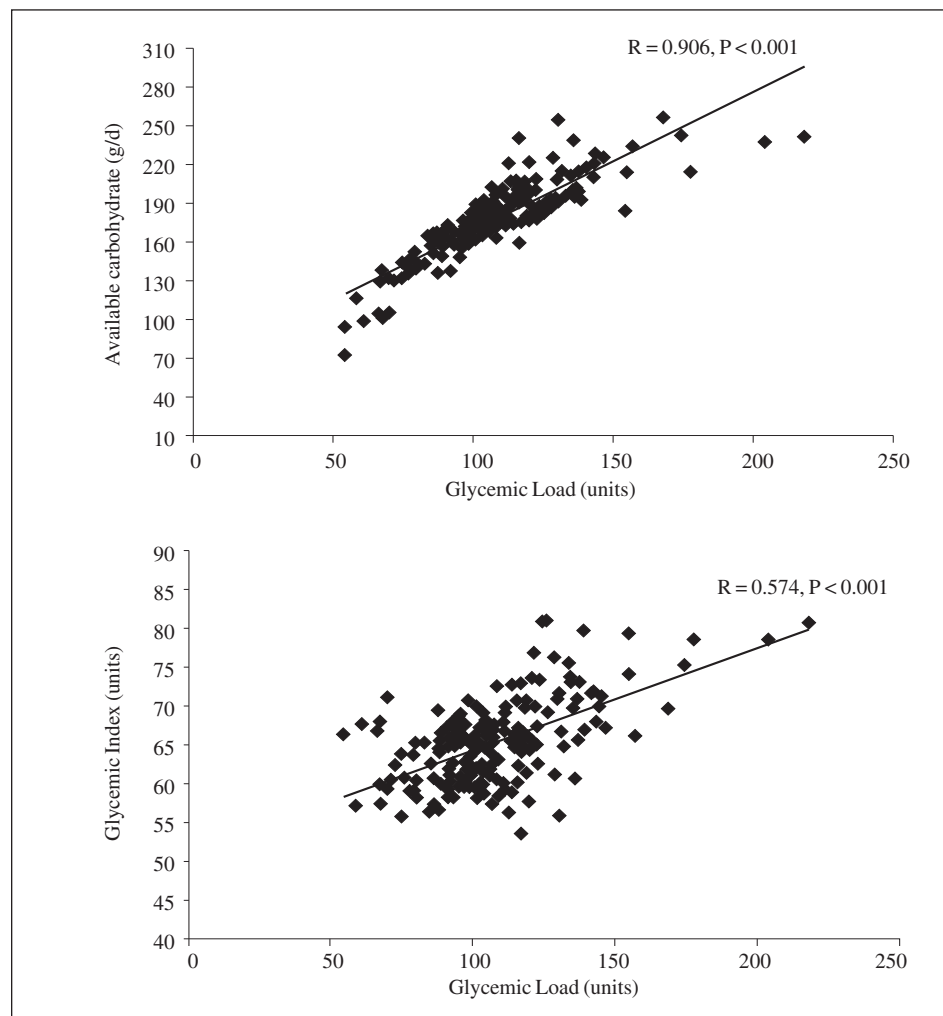 R = 0.906, P < 0.001
310
280
250
220
190
160
130
100
70
40
10
Available carbohydrate (g/d)
0 50 100 150 200 250
Glycemic Load (units)
R = 0.574, P < 0.001
90
85
80
75
70
65
60
55
50
45
40
Glycemic Index (units)
0 50 100 150 200 250
Glycemic Load (units)